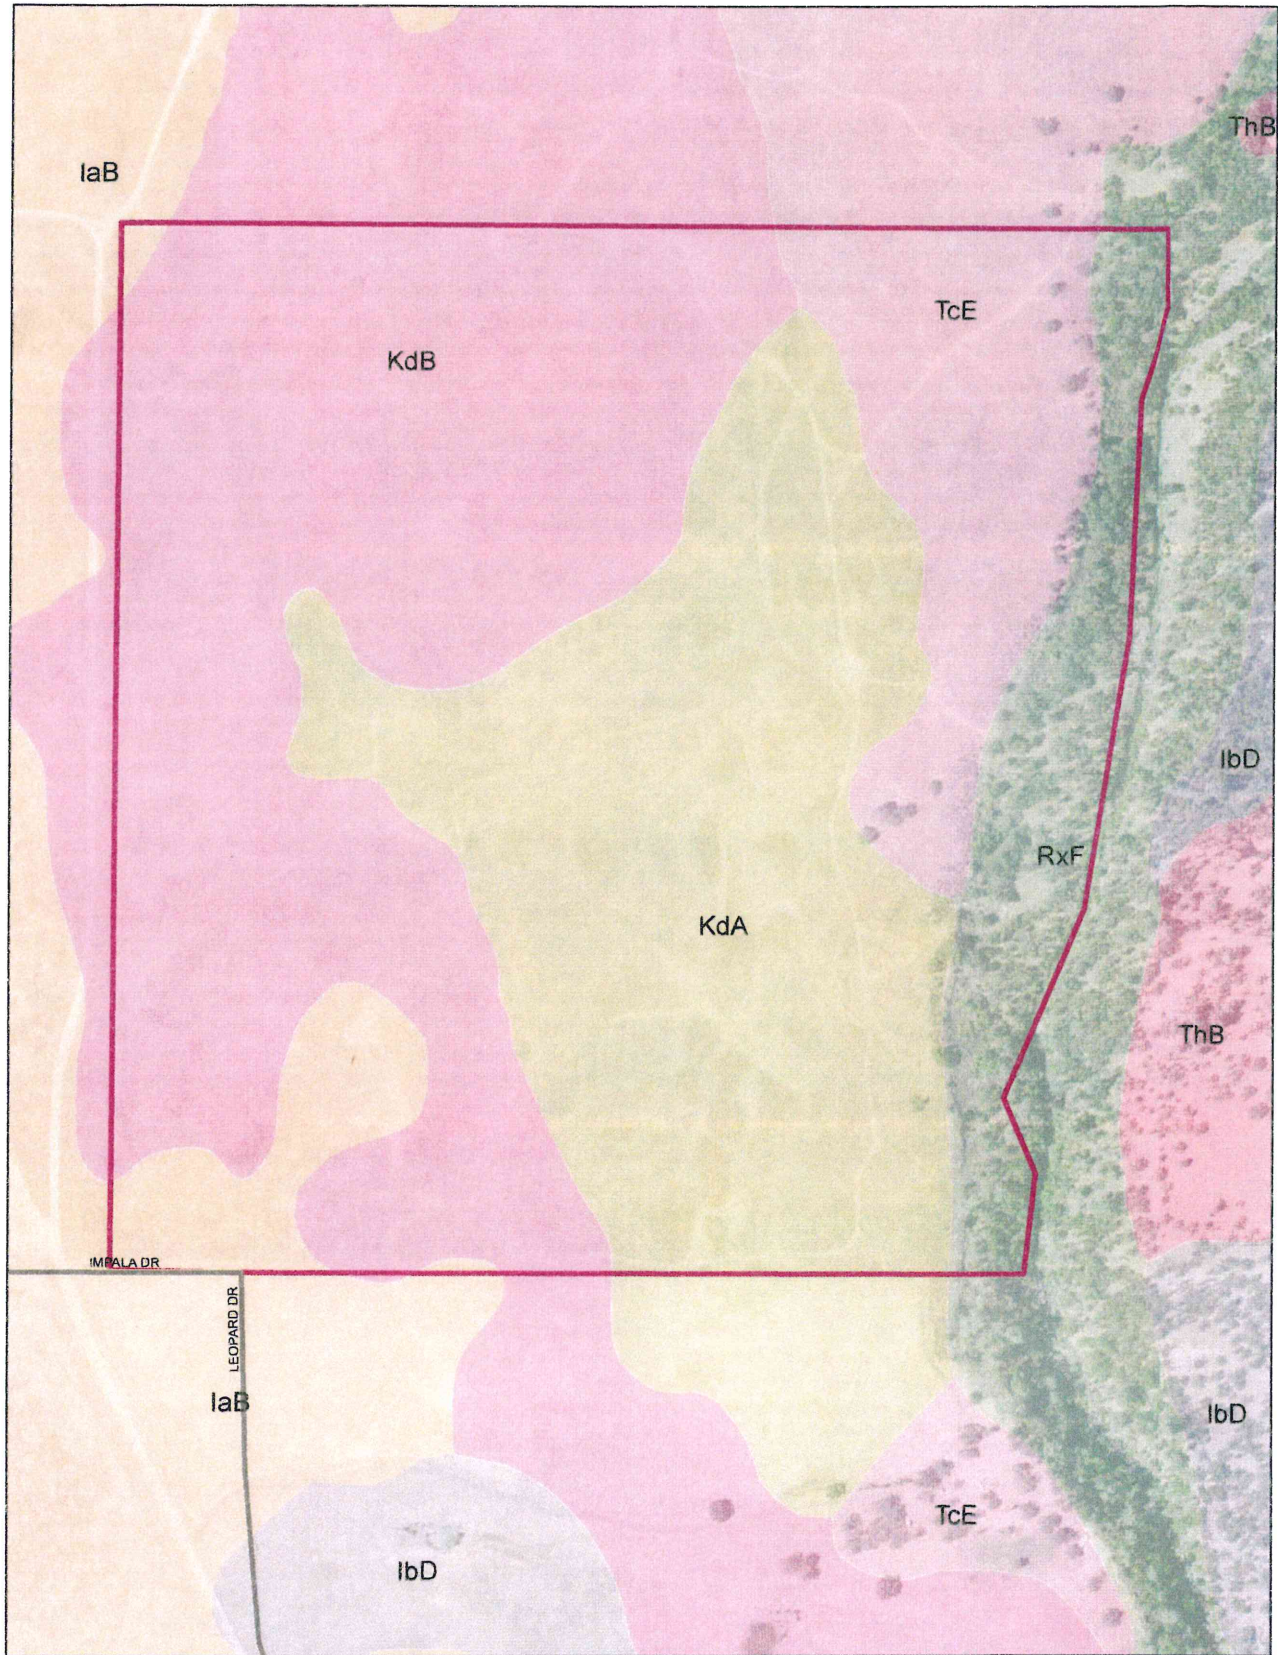 ThB
IaB
TcE
KdB
IbD
RxF
KdA
ThB
IMPALA DR
LEOPARD DR
IaB
IbD
TcE
IbD